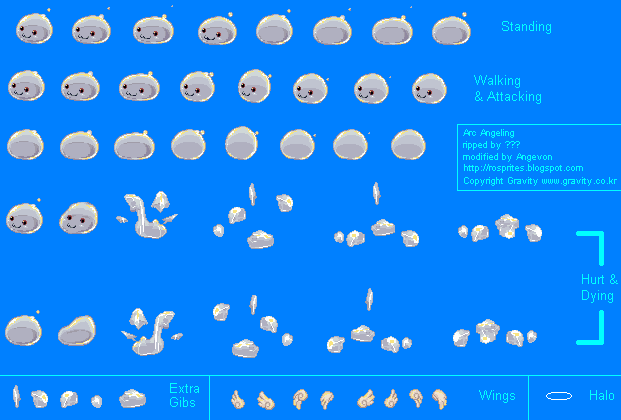 Standing
Walking
& Attacking
Arc Angeling
ripped by ???
modified by Angevon
http://rosprites.blogspot.com
Copyright Gravity www.gravity.co.kr
Hurt &
Dying
Extra
Gibs
Wings
Halo